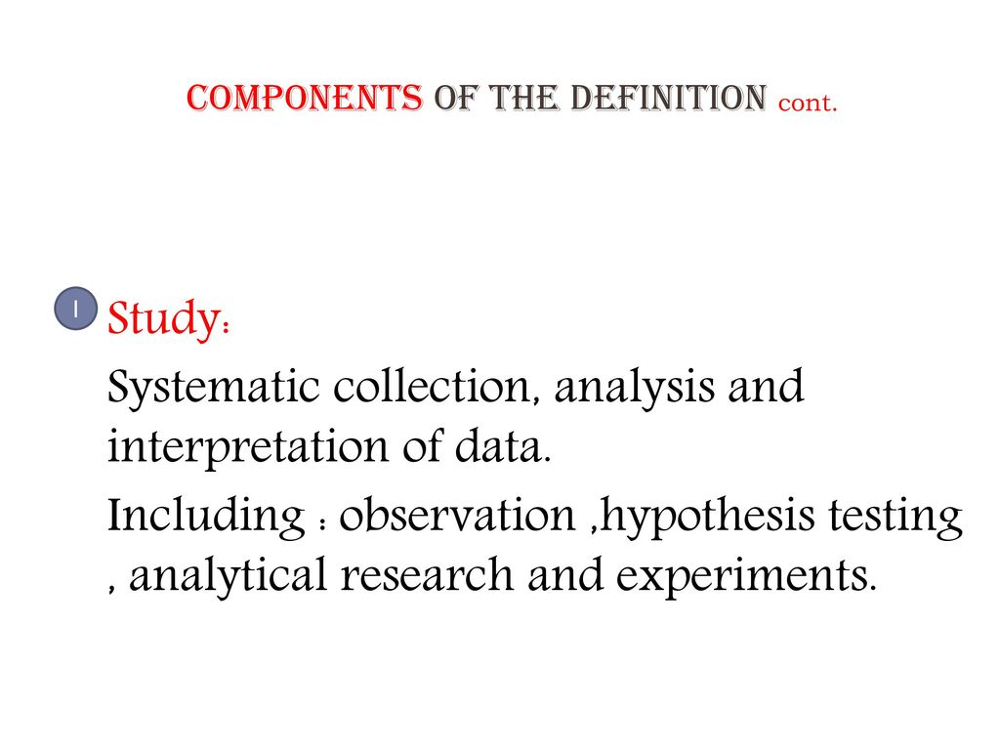 COMPONENTS OF THE DEFINITION cont.
1 Study:
Systematic collection, analysis and
interpretation of data.
Including : observation ,hypothesis testing
, analytical research and experiments.